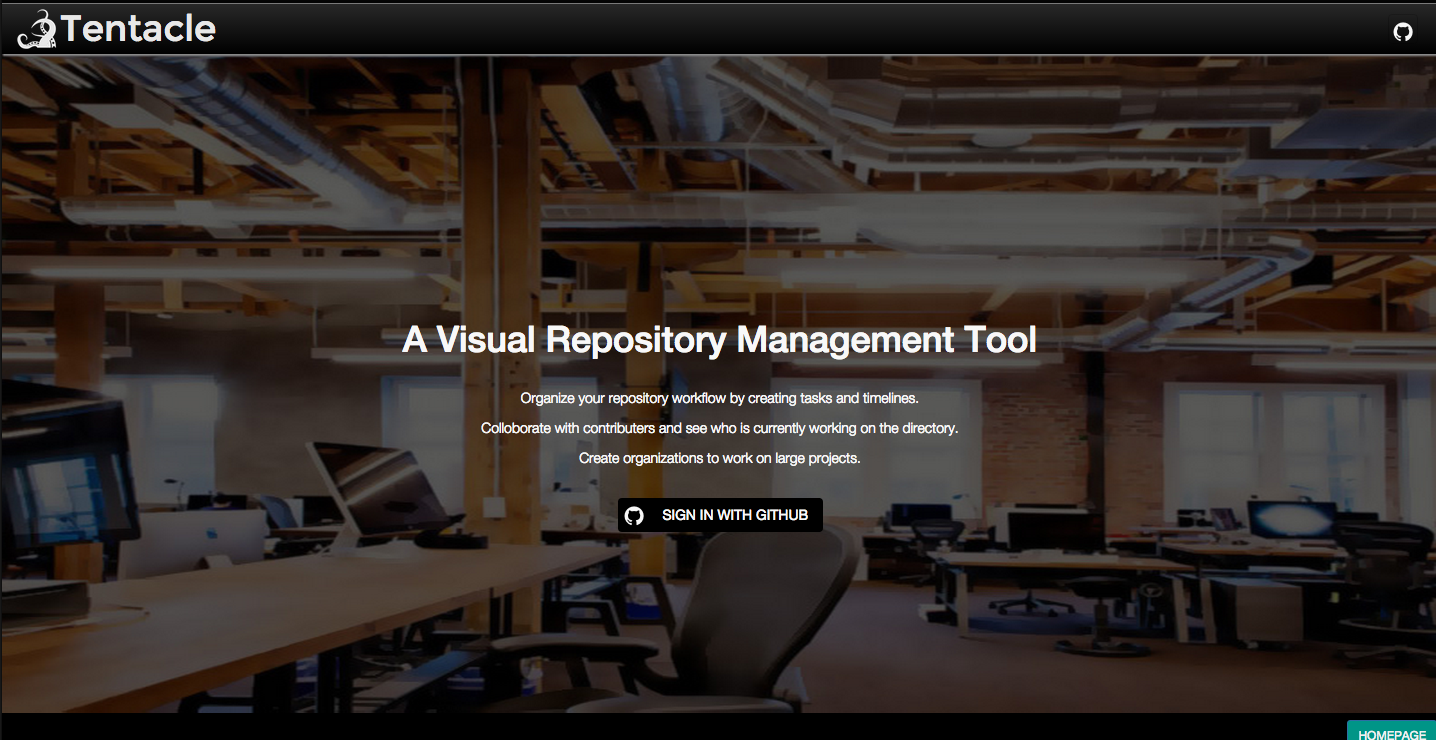 Tentacle
A Visual Repository Management Tool
Organize your repository workflow by creating tasks and timelines.
Colloborate with contributers and see who is currently working on the directory.
Create organizations to work on large projects.
SIGN IN WITH GITHUB
HOMEPAGE